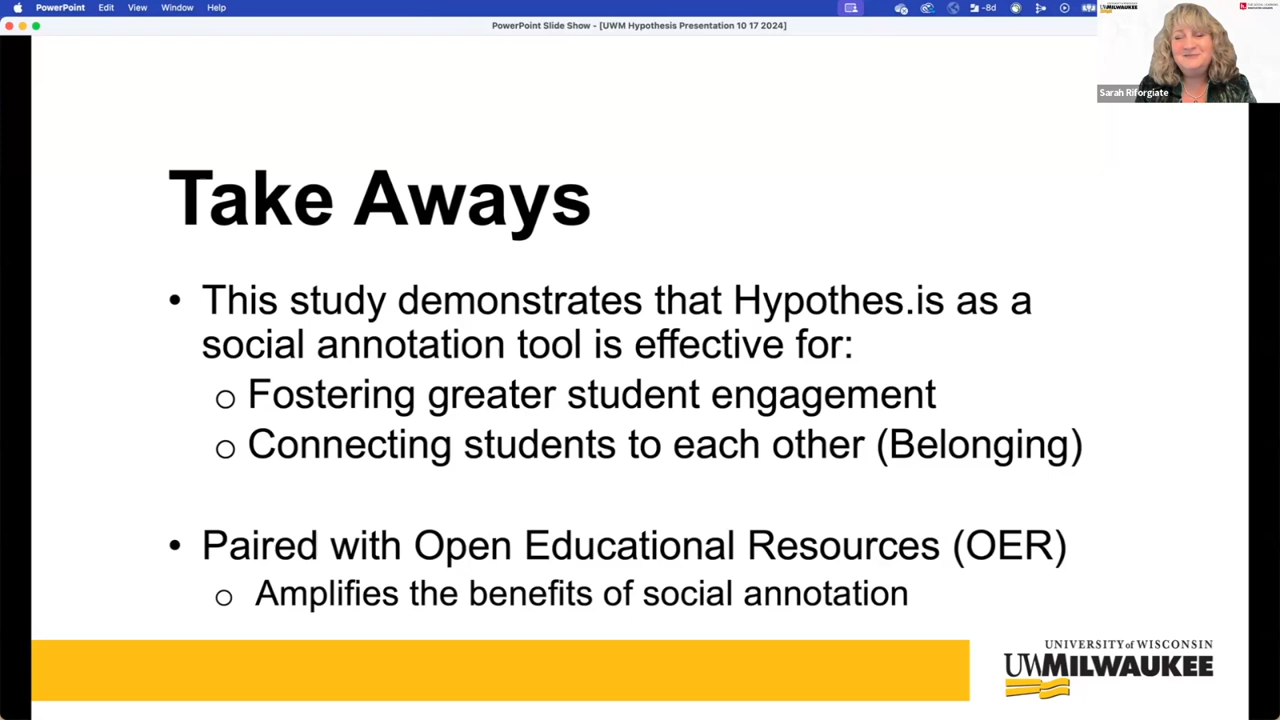 PowerPoint Edit View Window Help
-8d
PowerPoint Slide Show - [UWM Hypothesis Presentation 10 17 2024]
MILWAUKEE
Sarah Riforgiate
Take Aways
• This study demonstrates that Hypothes.is as a
social annotation tool is effective for:
o Fostering greater student engagement
o Connecting students to each other (Belonging)
• Paired with Open Educational Resources (OER)
o Amplifies the benefits of social annotation
UNIVERSITY of WISCONSIN
UWMILWAUKEE